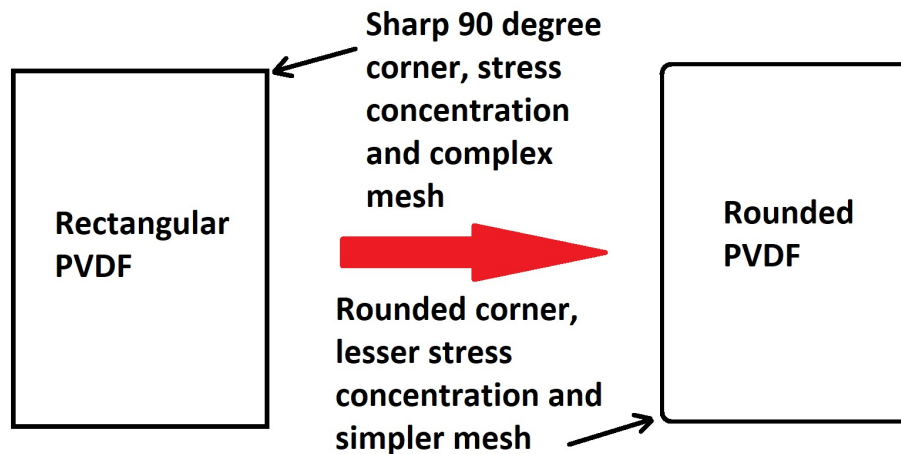 Sharp 90 degree
corner, stress
concentration
and complex
mesh
Rectangular
PVDF
Rounded
PVDF
Rounded corner,
lesser stress
concentration and
simpler mesh